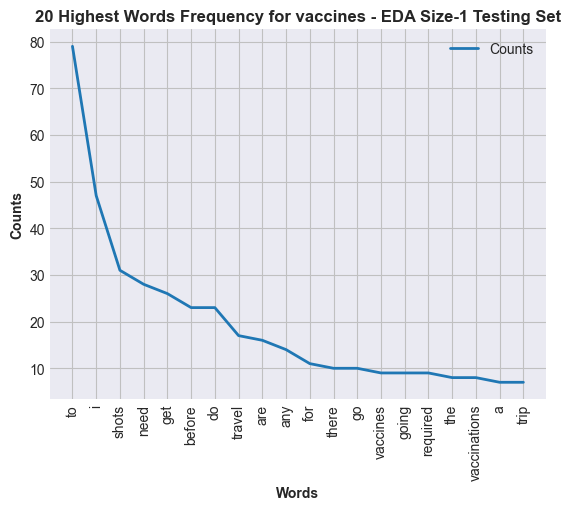 20 Highest Words Frequency for vaccines - EDA Size-1 Testing Set
Counts
80
70
60
50
40
30
20
10
Counts
to
i
shots
need
get
before
do
travel
are
any
for
there
go
vaccines
going
required
the
vaccinations
a
trip
Words